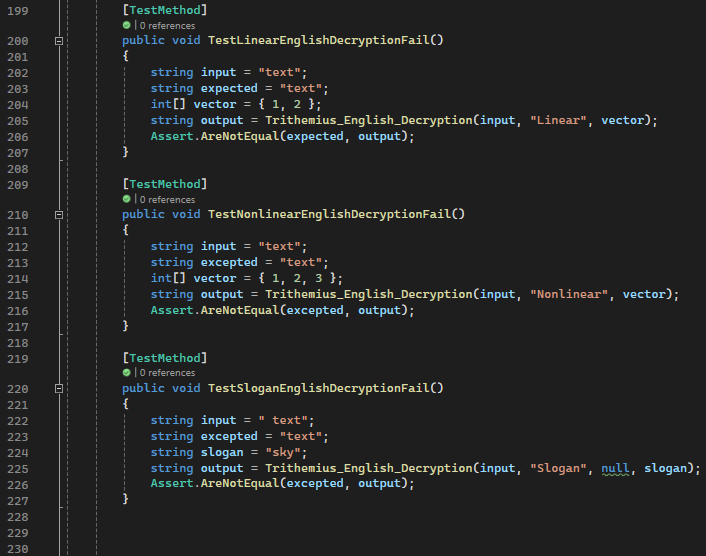 199 [TestMethod]
0 references
200 public void TestLinearEnglishDecryptionFail()
201 {
202 string input = "text";
203 string expected = "text";
204 int[] vector = { 1, 2 };
205 string output = Trithemius_English_Decryption(input, "Linear", vector);
206 Assert.AreNotEqual(expected, output);
207 }
208
209 [TestMethod]
0 references
210 public void TestNonlinearEnglishDecryptionFail()
211 {
212 string input = "text";
213 string excepted = "text";
214 int[] vector = { 1, 2, 3 };
215 string output = Trithemius_English_Decryption(input, "Nonlinear", vector);
216 Assert.AreNotEqual(excepted, output);
217 }
218
219 [TestMethod]
0 references
220 public void TestSloganEnglishDecryptionFail()
221 {
222 string input = " text";
223 string excepted = "text";
224 string slogan = "sky";
225 string output = Trithemius_English_Decryption(input, "Slogan", null, slogan);
226 Assert.AreNotEqual(excepted, output);
227 }
228
229
230